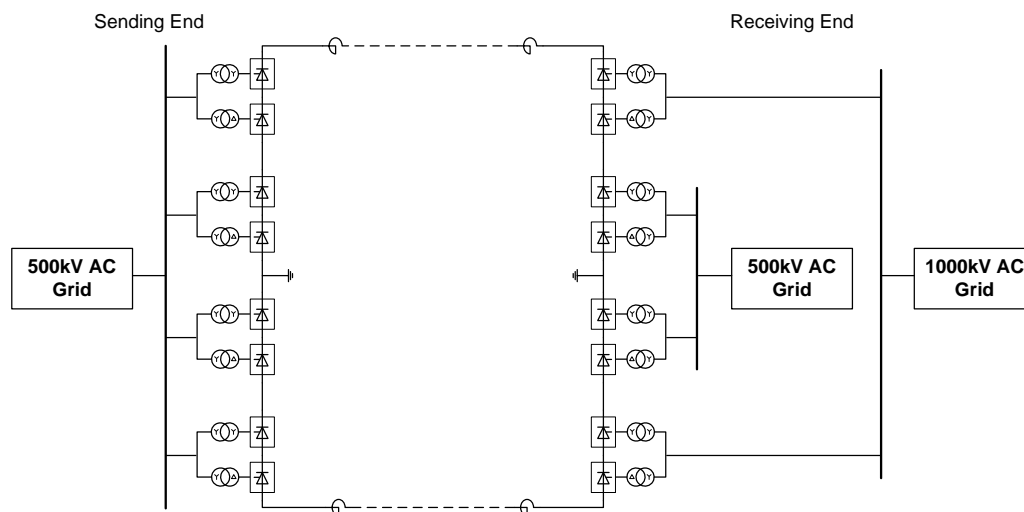 Sending End
Receiving End
500kV AC
Grid
500kV AC
Grid
1000kV AC
Grid